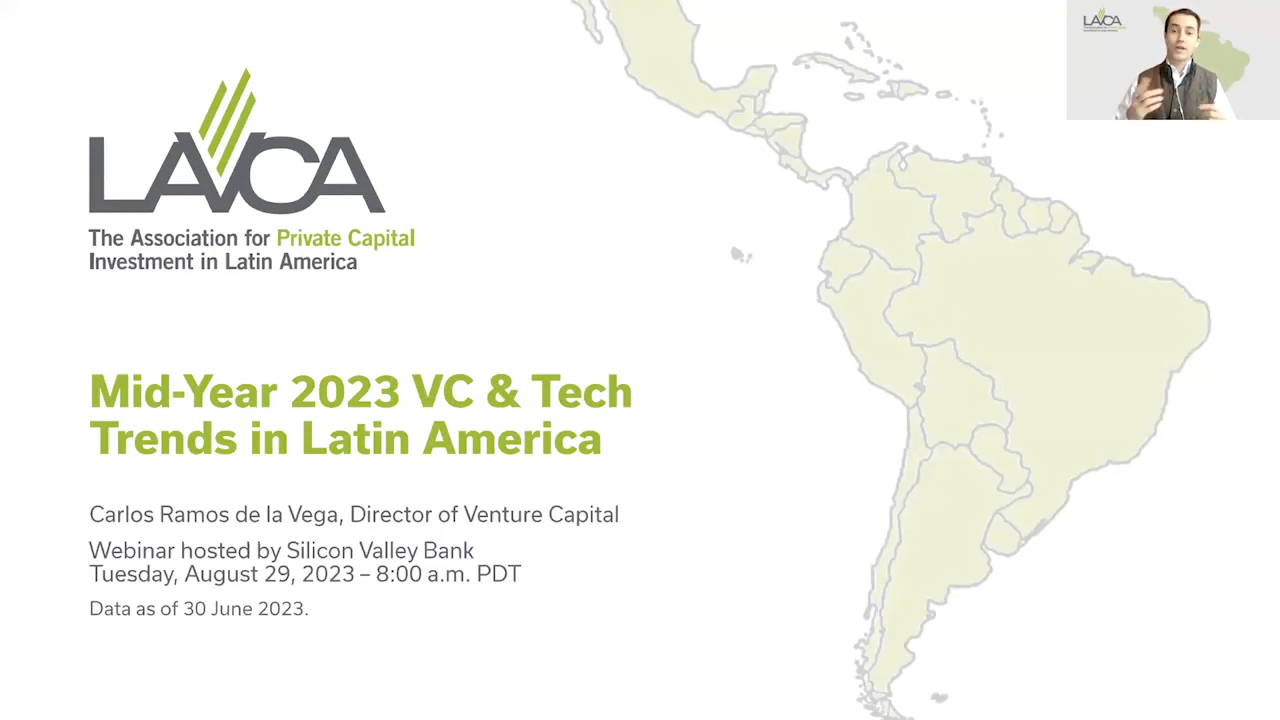 LAVCA
The Association for Private Capital
Investment in Latin America
Mid-Year 2023 VC & Tech
Trends in Latin America
Carlos Ramos de la Vega, Director of Venture Capital
Webinar hosted by Silicon Valley Bank
Tuesday, August 29, 2023 – 8:00 a.m. PDT
Data as of 30 June 2023.
LAVCA